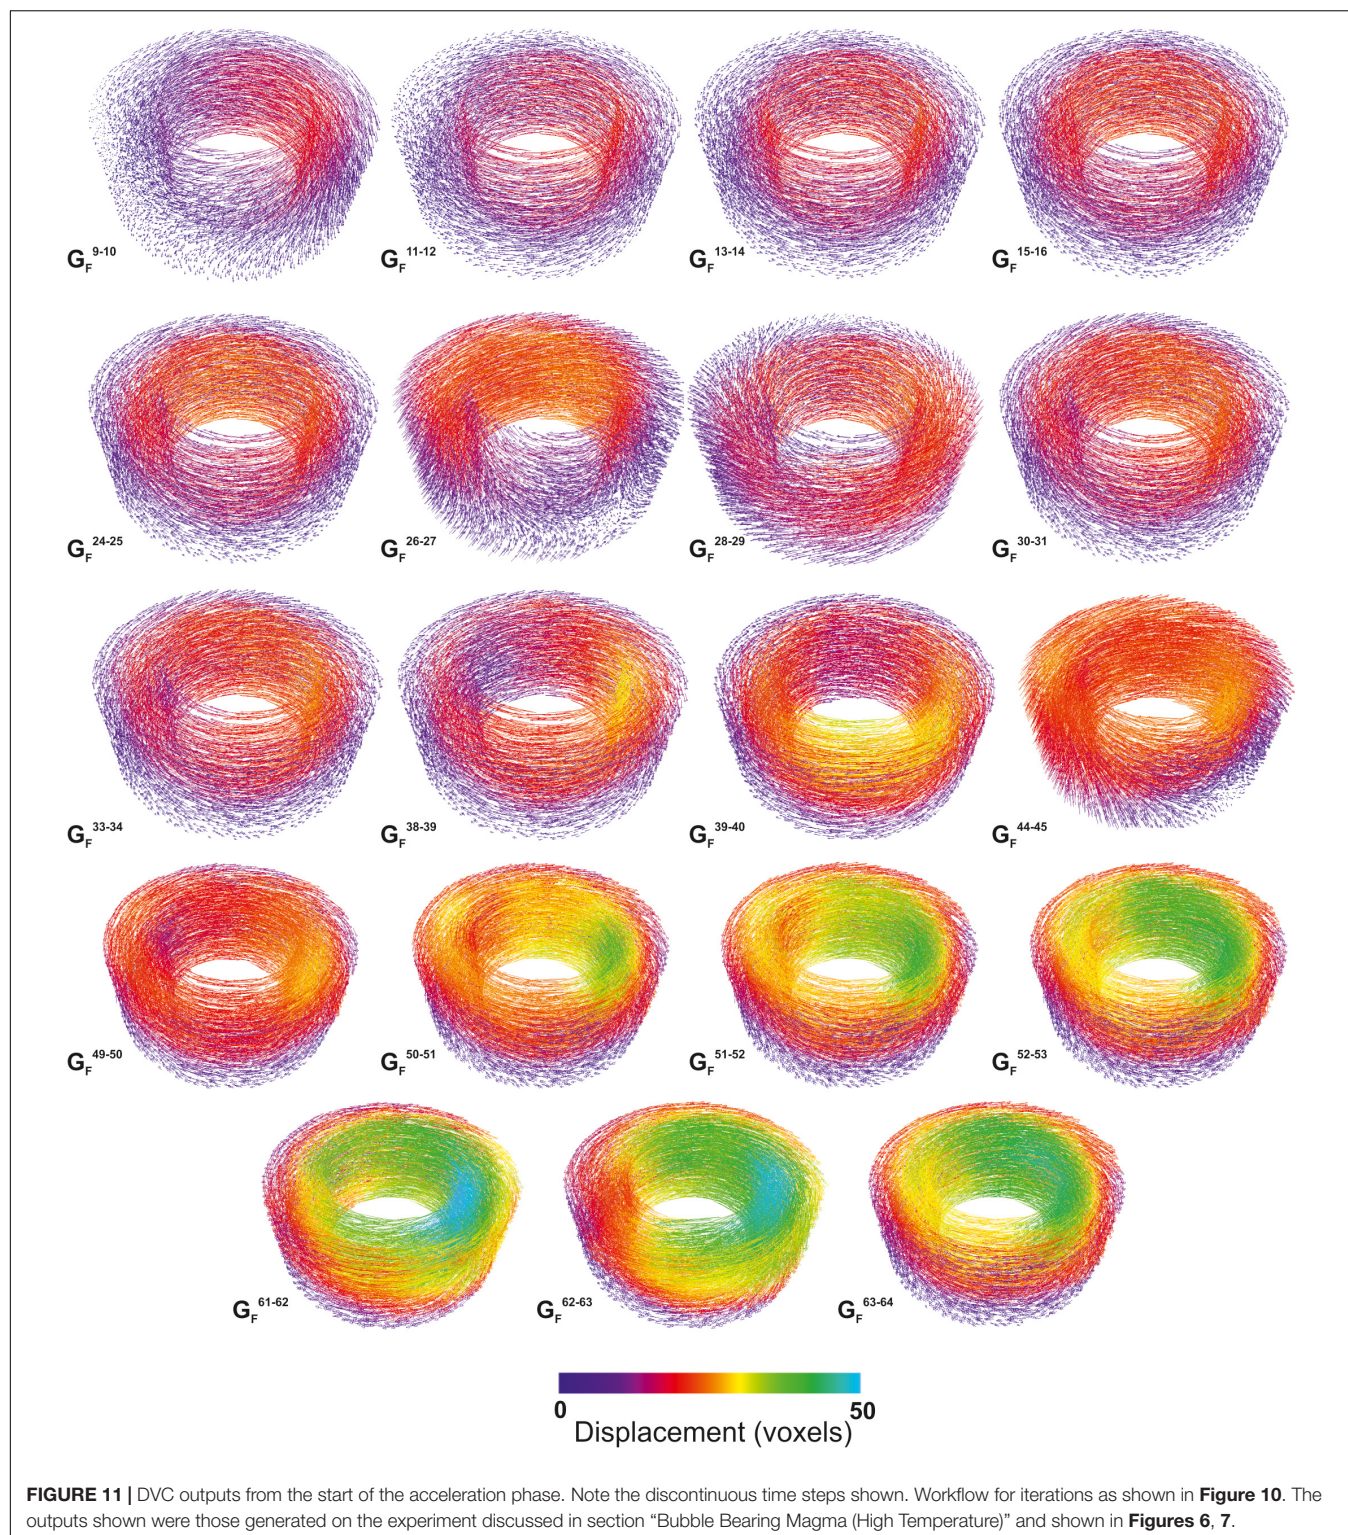 G_F^9-10 G_F^11-12 G_F^13-14 G_F^15-16
G_F^24-25 G_F^26-27 G_F^28-29 G_F^30-31
G_F^33-34 G_F^38-39 G_F^39-40 G_F^44-45
G_F^49-50 G_F^50-51 G_F^51-52 G_F^52-53
G_F^61-62 G_F^62-63 G_F^63-64
0 50
Displacement (voxels)
FIGURE 11 | DVC outputs from the start of the acceleration phase. Note the discontinuous time steps shown. Workflow for iterations as shown in Figure 10. The
outputs shown were those generated on the experiment discussed in section “Bubble Bearing Magma (High Temperature)” and shown in Figures 6, 7.